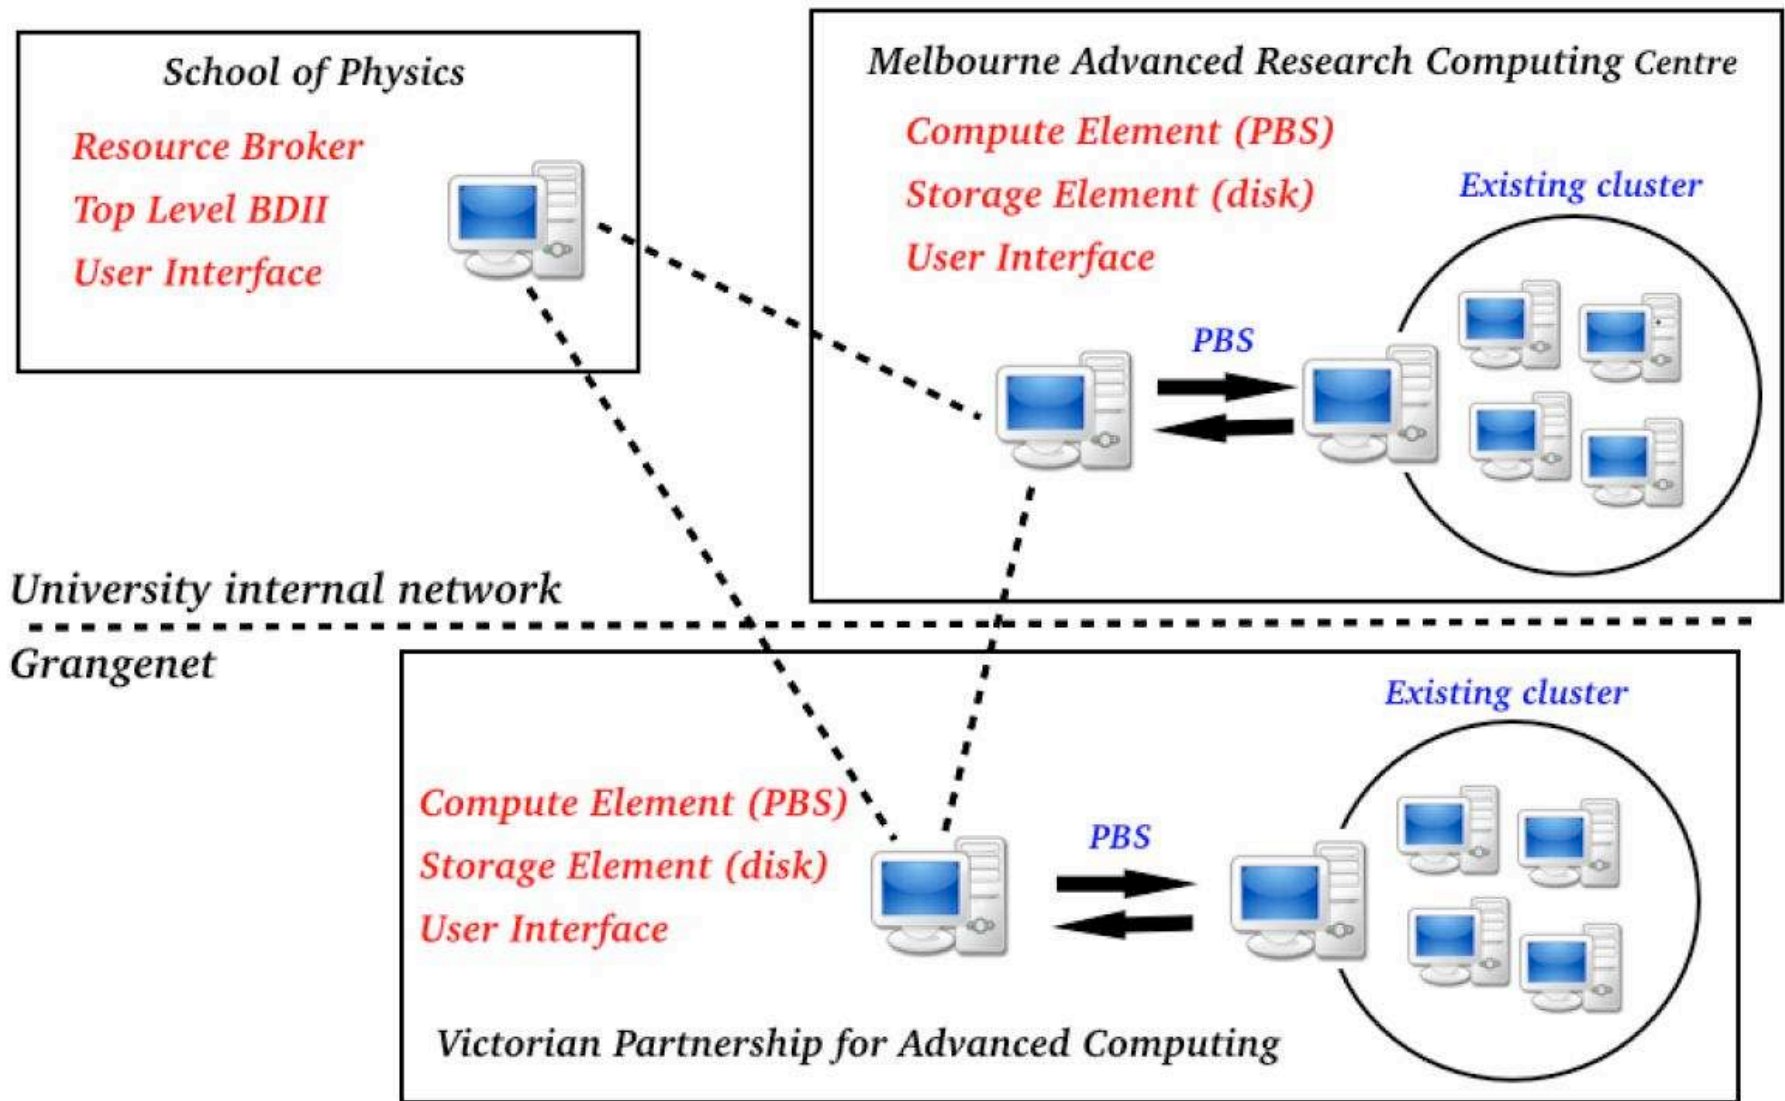 School of Physics
Resource Broker
Top Level BDII
User Interface
Melbourne Advanced Research Computing Centre
Compute Element (PBS)
Storage Element (disk)
User Interface
Existing cluster
PBS
University internal network
Grangenet
Existing cluster
Compute Element (PBS)
Storage Element (disk)
User Interface
PBS
Victorian Partnership for Advanced Computing